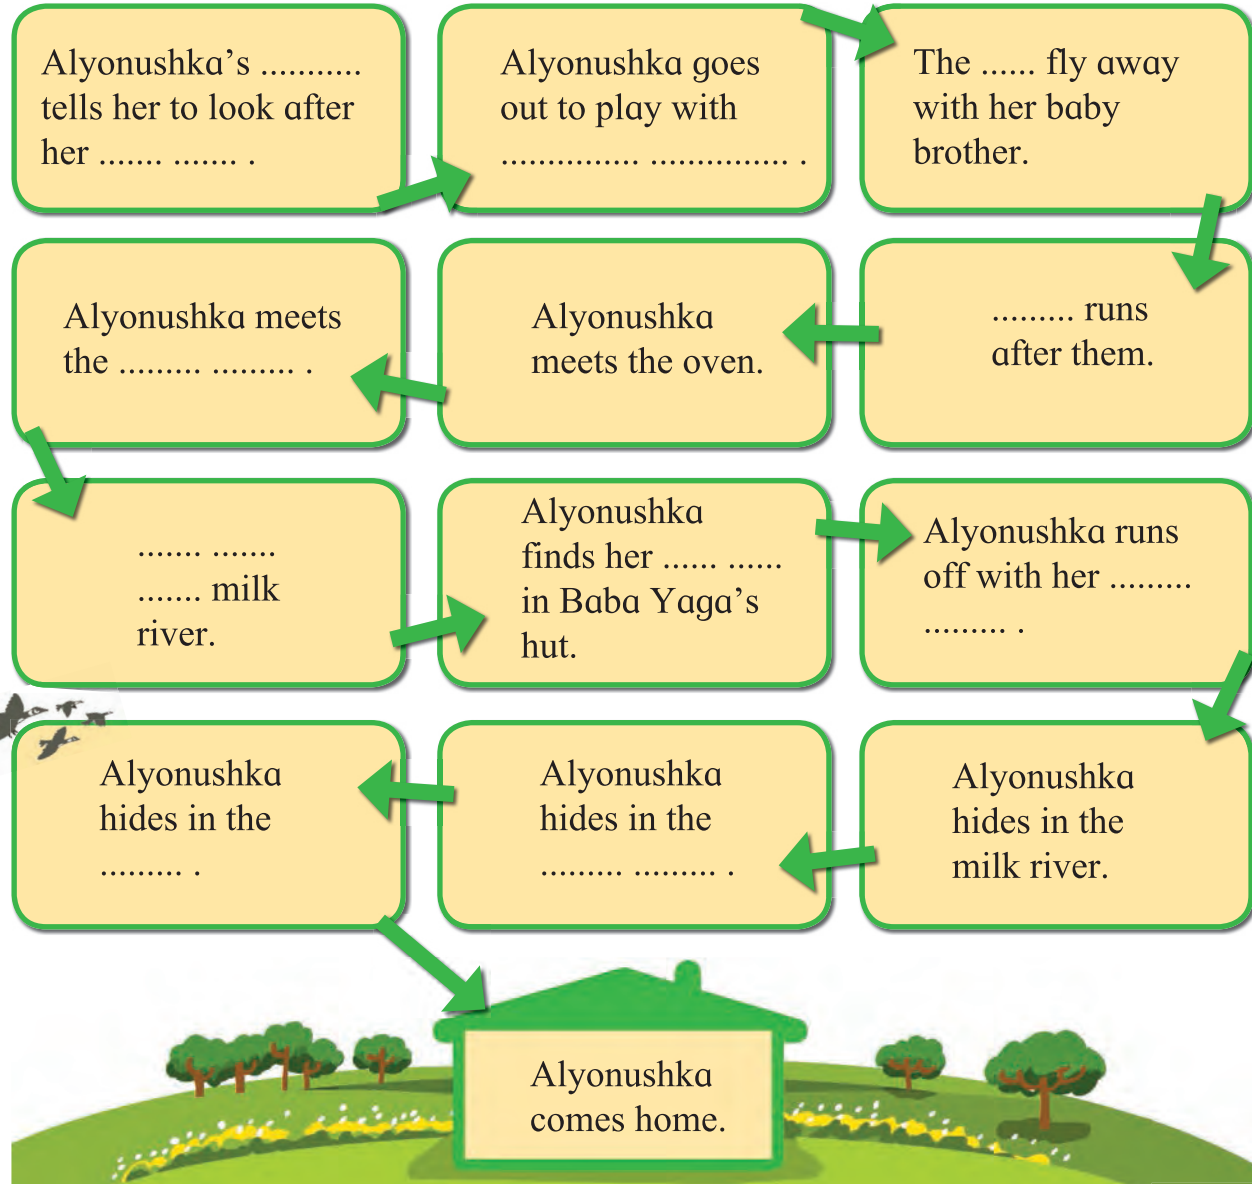 Alyonushka's ...........
tells her to look after
her ....... ....... .
Alyonushka goes
out to play with
............... ............... .
The ...... fly away
with her baby
brother.
......... runs
after them.
Alyonushka
meets the oven.
Alyonushka meets
the ......... ......... .
....... .......
....... milk
river.
Alyonushka
finds her ...... ......
in Baba Yaga's
hut.
Alyonushka runs
off with her .........
......... .
Alyonushka
hides in the
milk river.
Alyonushka
hides in the
......... ......... .
Alyonushka
hides in the
......... .
Alyonushka
comes home.